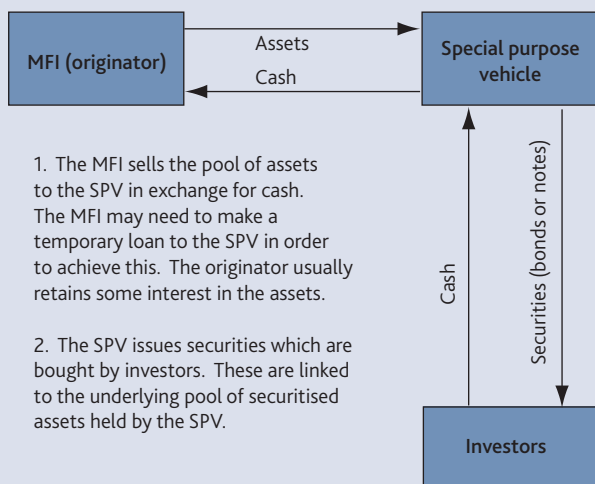 MFI (originator)
Assets
Cash
Special purpose
vehicle
1. The MFI sells the pool of assets
to the SPV in exchange for cash.
The MFI may need to make a
temporary loan to the SPV in order
to achieve this. The originator usually
retains some interest in the assets.
2. The SPV issues securities which are
bought by investors. These are linked
to the underlying pool of securitised
assets held by the SPV.
Cash
Securities (bonds or notes)
Investors